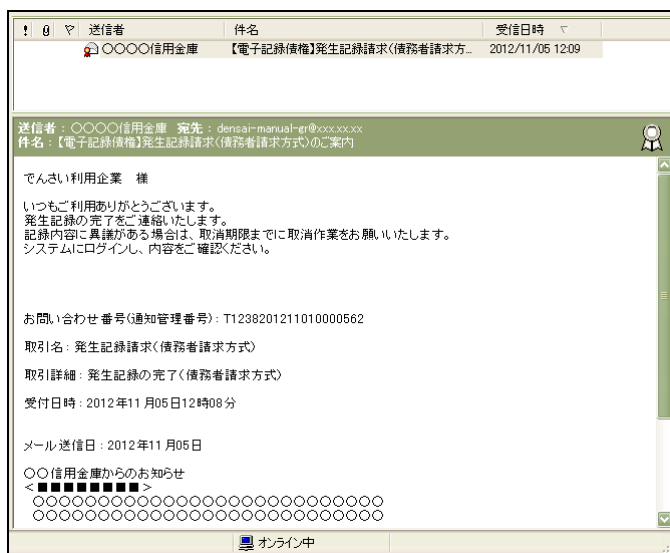 送信者 件名 受信日時
○○○○信用金庫 【電子記録債権】発生記録請求(債務者請求方... 2012/11/05 12:09
送信者：○○○○信用金庫 宛先：densai-manual-gr@xxx.xx.xx
件名：【電子記録債権】発生記録請求(債務者請求方式)のご案内
でんさい利用企業　様
いつもご利用ありがとうございます。
発生記録の完了をご連絡いたします。
記録内容に異議がある場合は、取消期限までに取消作業をお願いいたします。
システムにログインし、内容をご確認ください。
お問い合わせ番号(通知管理番号)：T1238201211010000562
取引名：発生記録請求(債務者請求方式)
取引詳細：発生記録の完了(債務者請求方式)
受付日時：2012年11月05日12時08分
メール送信日：2012年11月05日
○○信用金庫からのお知らせ
<■■■■■■■■>
○○○○○○○○○○○○○○○○○○○○○○○○○○○
○○○○○○○○○○○○○○○○○○○○○○○○○○○
オンライン中